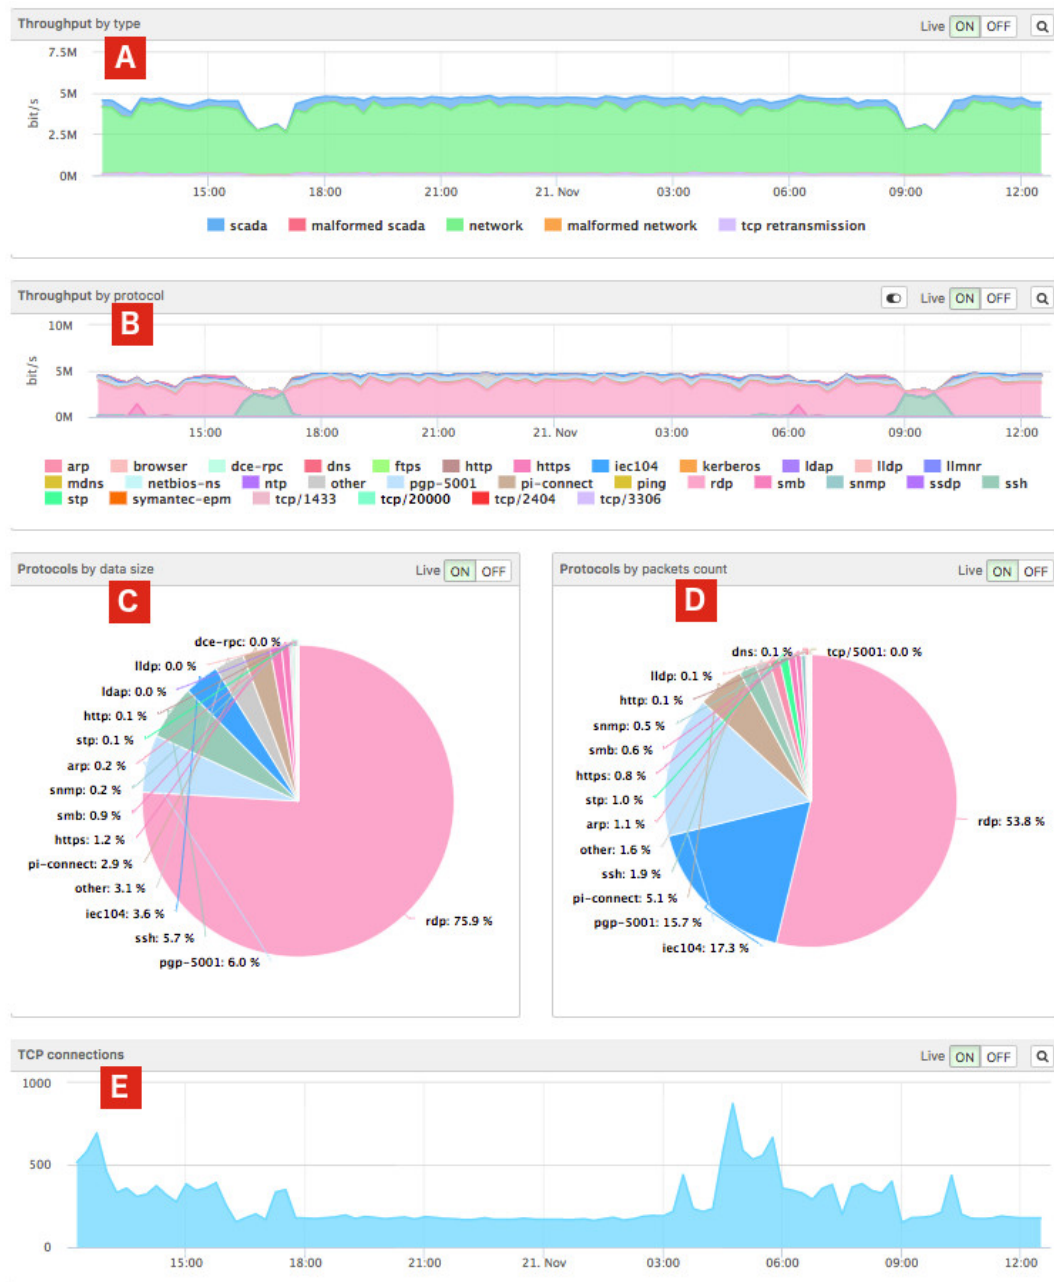 Throughput by type Live ON OFF
A
7.5M
5M
2.5M
0M
bit/s
15:00 18:00 21:00 21. Nov 03:00 06:00 09:00 12:00
scada malformed scada network malformed network tcp retransmission
Throughput by protocol Live ON OFF
B
10M
5M
0M
bit/s
15:00 18:00 21:00 21. Nov 03:00 06:00 09:00 12:00
arp browser dce-rpc dns ftps http https iec104 kerberos ldap lldp llmnr
mdns netbios-ns ntp other pgp-5001 pi-connect ping rdp smb snmp ssdp ssh
stp symantec-epm tcp/1433 tcp/20000 tcp/2404 tcp/3306
Protocols by data size Live ON OFF
C
dce-rpc: 0.0 %
lldp: 0.0 %
ldap: 0.0 %
http: 0.1 %
stp: 0.1 %
arp: 0.2 %
snmp: 0.2 %
smb: 0.9 %
https: 1.2 %
pi-connect: 2.9 %
other: 3.1 %
iec104: 3.6 %
ssh: 5.7 %
pgp-5001: 6.0 %
rdp: 75.9 %
Protocols by packets count Live ON OFF
D
dns: 0.1 % tcp/5001: 0.0 %
lldp: 0.1 %
http: 0.1 %
snmp: 0.5 %
smb: 0.6 %
https: 0.8 %
stp: 1.0 %
arp: 1.1 %
other: 1.6 %
ssh: 1.9 %
pi-connect: 5.1 %
pgp-5001: 15.7 %
iec104: 17.3 %
rdp: 53.8 %
TCP connections Live ON OFF
E
1000
500
0
15:00 18:00 21:00 21. Nov 03:00 06:00 09:00 12:00